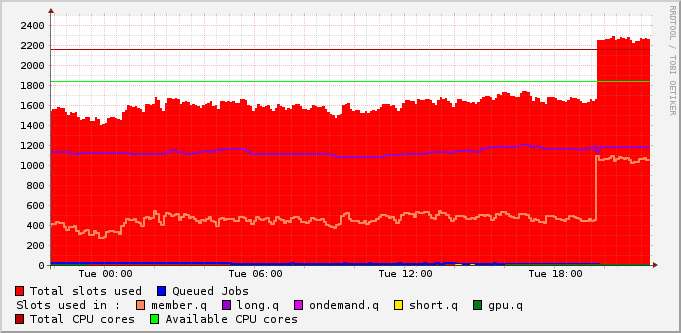 RRDTOOL / TOBI OETIKER
2400
2200
2000
1800
1600
1400
1200
1000
800
600
400
200
0
Tue 00:00 Tue 06:00 Tue 12:00 Tue 18:00
Total slots used Queued Jobs
Slots used in : member.q long.q ondemand.q short.q gpu.q
Total CPU cores Available CPU cores